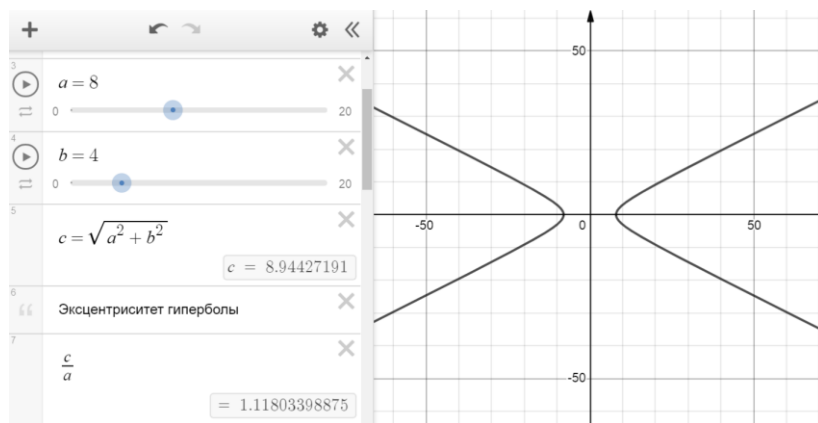 3
a = 8
0 20
4
b = 4
0 20
5
c = √a² + b²
c = 8.94427191
6
Эксцентриситет гиперболы
7
c
a
= 1.11803398875
50
-50
0
50
-50